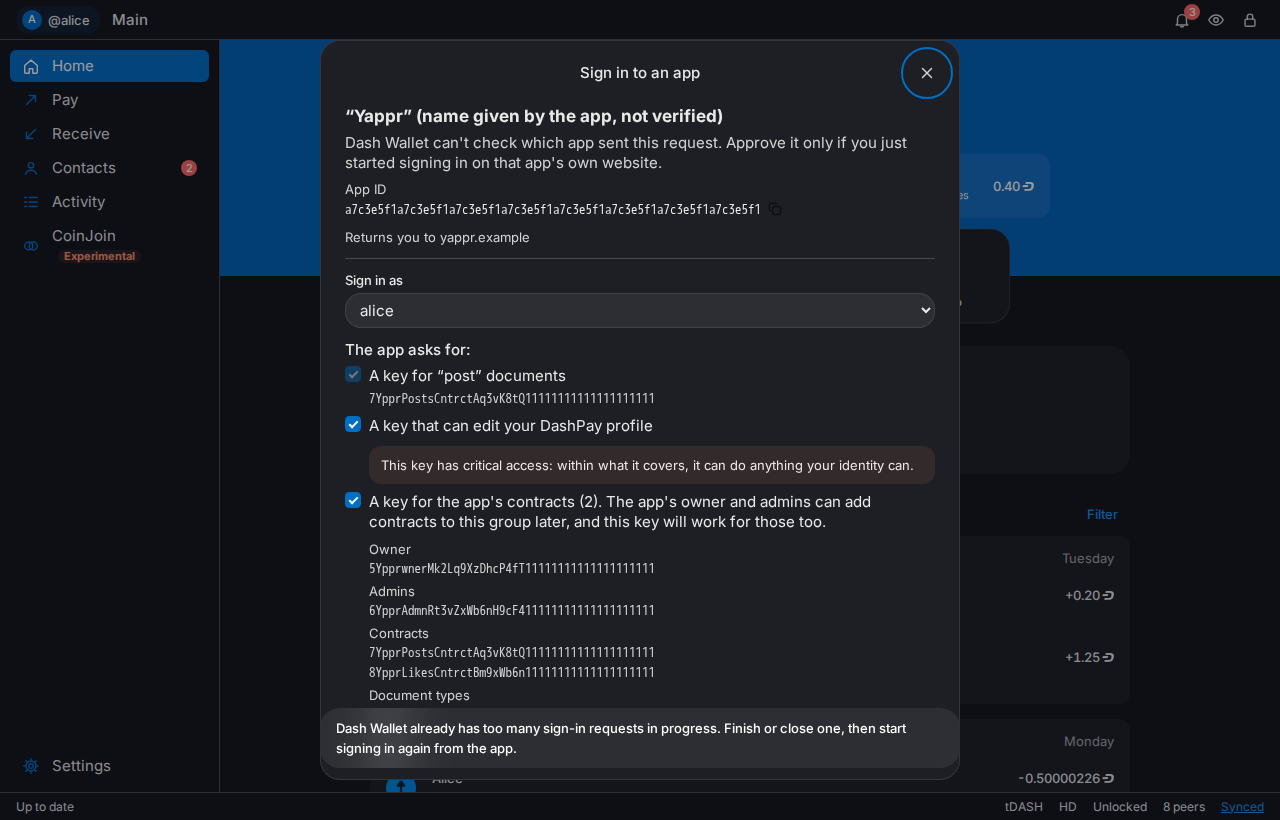 A @alice Main 3
Home
Pay
Receive
Contacts 2
Activity
CoinJoin
Experimental
Settings
Sign in to an app
“Yappr” (name given by the app, not verified)
Dash Wallet can't check which app sent this request. Approve it only if you just
started signing in on that app's own website.
App ID
a7c3e5f1a7c3e5f1a7c3e5f1a7c3e5f1a7c3e5f1a7c3e5f1a7c3e5f1a7c3e5f1
Returns you to yappr.example
Sign in as
alice
The app asks for:
A key for “post” documents
7YpprPostsCntrctAq3vK8tQ11111111111111111111
A key that can edit your DashPay profile
This key has critical access: within what it covers, it can do anything your identity can.
A key for the app's contracts (2). The app's owner and admins can add
contracts to this group later, and this key will work for those too.
Owner
5YpprwnerMk2Lq9XzDhcP4fT11111111111111111111
Admins
6YpprAdmnRt3vZxWb6nH9cF411111111111111111111
Contracts
7YpprPostsCntrctAq3vK8tQ11111111111111111111
8YpprLikesCntrctBm9xWb6n11111111111111111111
Document types
Dash Wallet already has too many sign-in requests in progress. Finish or close one, then start
signing in again from the app.
0.40
Filter
Tuesday
+0.20
+1.25
Monday
Alice
-0.50000226
Up to date tDASH HD Unlocked 8 peers Synced